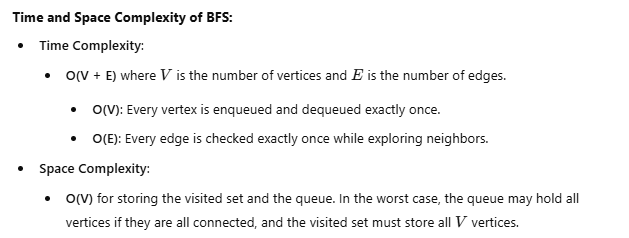 Time and Space Complexity of BFS:
• Time Complexity:
• O(V + E) where V is the number of vertices and E is the number of edges.
• O(V): Every vertex is enqueued and dequeued exactly once.
• O(E): Every edge is checked exactly once while exploring neighbors.
• Space Complexity:
• O(V) for storing the visited set and the queue. In the worst case, the queue may hold all
vertices if they are all connected, and the visited set must store all V vertices.